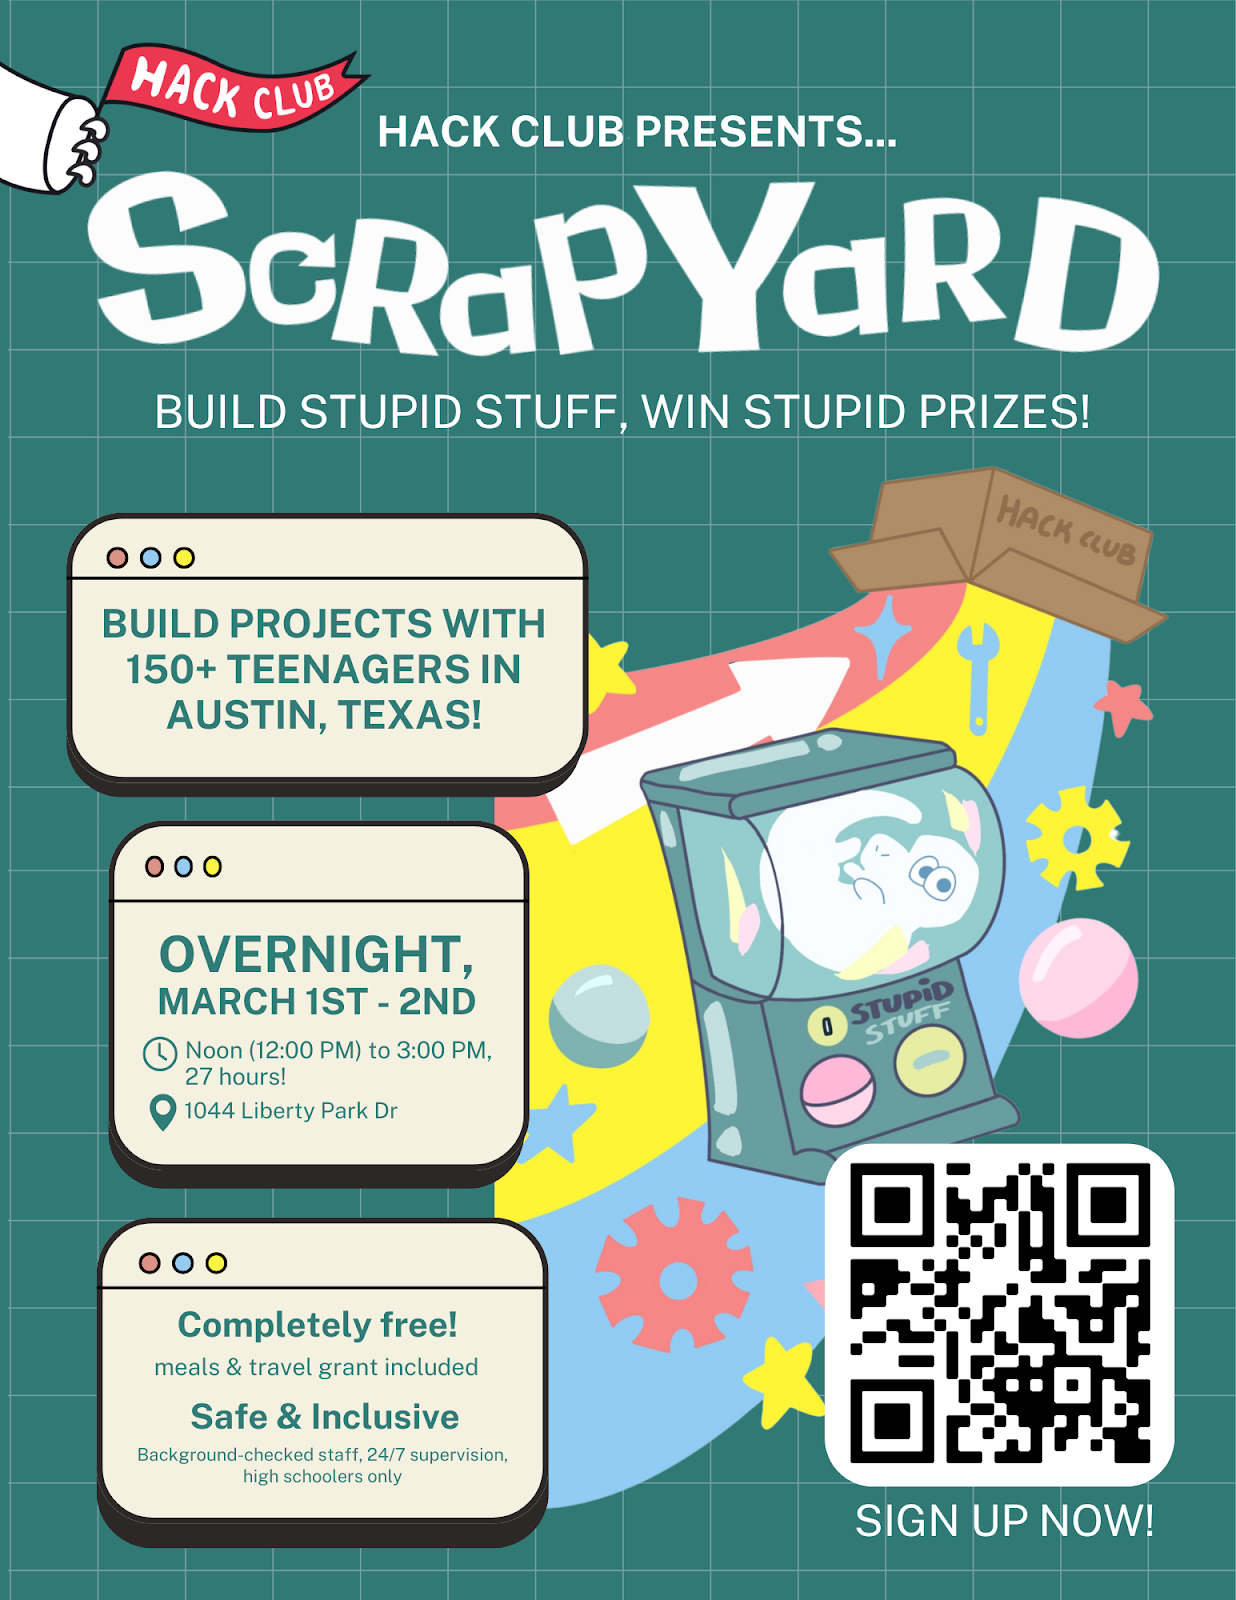 HACK CLUB
HACK CLUB PRESENTS...
ScRaPYaRD
BUILD STUPID STUFF, WIN STUPID PRIZES!
HACK CLUB
BUILD PROJECTS WITH
150+ TEENAGERS IN
AUSTIN, TEXAS!
OVERNIGHT,
MARCH 1ST - 2ND
Noon (12:00 PM) to 3:00 PM,
27 hours!
1044 Liberty Park Dr
STUPiD
STUFF
Completely free!
meals & travel grant included
Safe & Inclusive
Background-checked staff, 24/7 supervision,
high schoolers only
SIGN UP NOW!